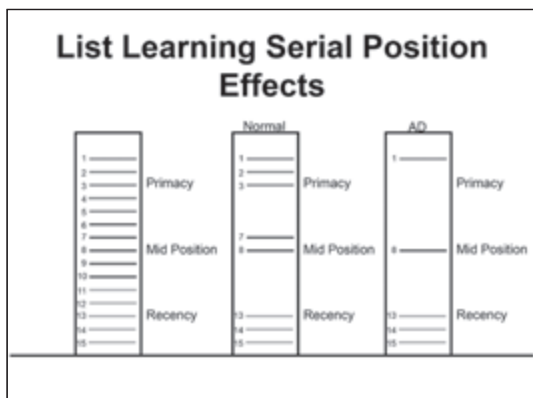 List Learning Serial Position
Effects
Normal
AD
1
2
3
4
5
6
7
8
9
10
11
12
13
14
15
Primacy
Mid Position
Recency
1
2
3
7
8
13
14
15
Primacy
Mid Position
Recency
1
8
13
14
15
Primacy
Mid Position
Recency